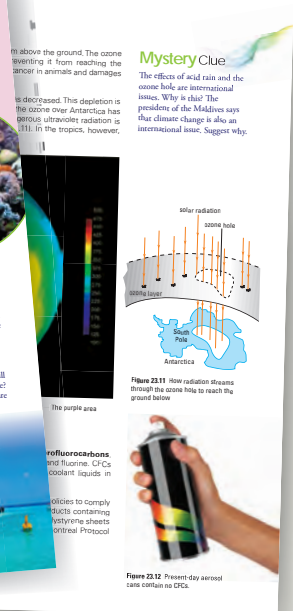 m above the ground. The ozone
eventing it from reaching the
cancer in animals and damages
s decreased. This depletion is
the ozone over Antarctica has
gerous ultraviolet radiation is
.11). In the tropics, however,
The purple area
rofluorocarbons.
and fluorine. CFCs
coolant liquids in
olicies to comply
ducts containing
lystyrene sheets
ontreal Protocol
Mystery Clue
The effects of acid rain and the
ozone hole are international
issues. Why is this? The
president of the Maldives says
that climate change is also an
international issue. Suggest why.
solar radiation
ozone hole
ozone layer
South
Pole
Antarctica
Figure 23.11 How radiation streams
through the ozone hole to reach the
ground below
Figure 23.12 Present-day aerosol
cans contain no CFCs.